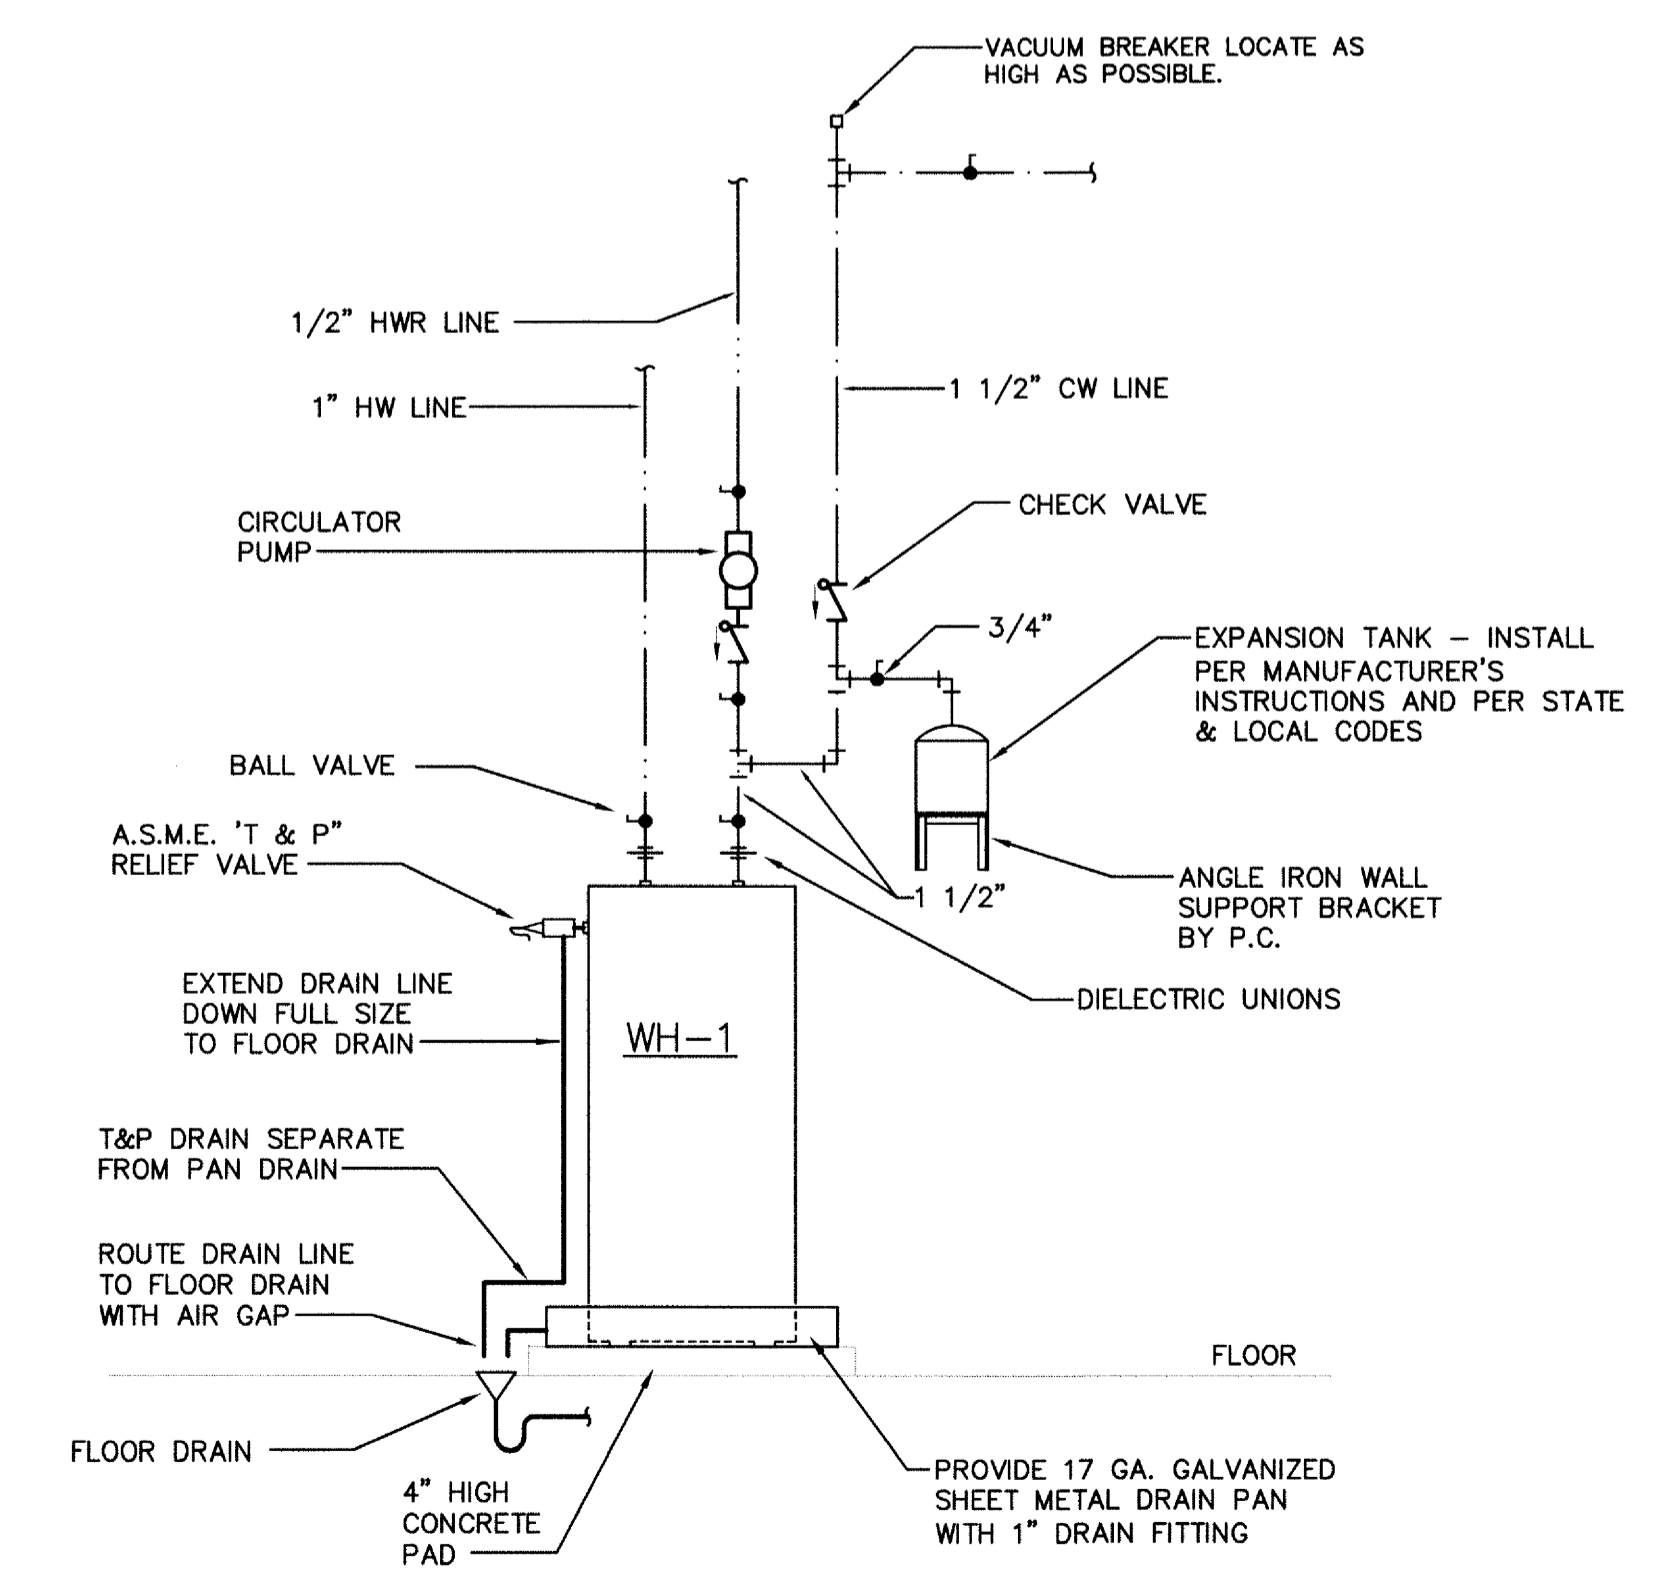 VACUUM BREAKER LOCATE AS
HIGH AS POSSIBLE.
1/2" HWR LINE
1" HW LINE
1 1/2" CW LINE
CIRCULATOR
PUMP
CHECK VALVE
3/4"
EXPANSION TANK – INSTALL
PER MANUFACTURER'S
INSTRUCTIONS AND PER STATE
& LOCAL CODES
BALL VALVE
A.S.M.E. 'T & P"
RELIEF VALVE
1 1/2"
ANGLE IRON WALL
SUPPORT BRACKET
BY P.C.
EXTEND DRAIN LINE
DOWN FULL SIZE
TO FLOOR DRAIN
DIELECTRIC UNIONS
WH-1
T&P DRAIN SEPARATE
FROM PAN DRAIN
ROUTE DRAIN LINE
TO FLOOR DRAIN
WITH AIR GAP
FLOOR
FLOOR DRAIN
4" HIGH
CONCRETE
PAD
PROVIDE 17 GA. GALVANIZED
SHEET METAL DRAIN PAN
WITH 1" DRAIN FITTING